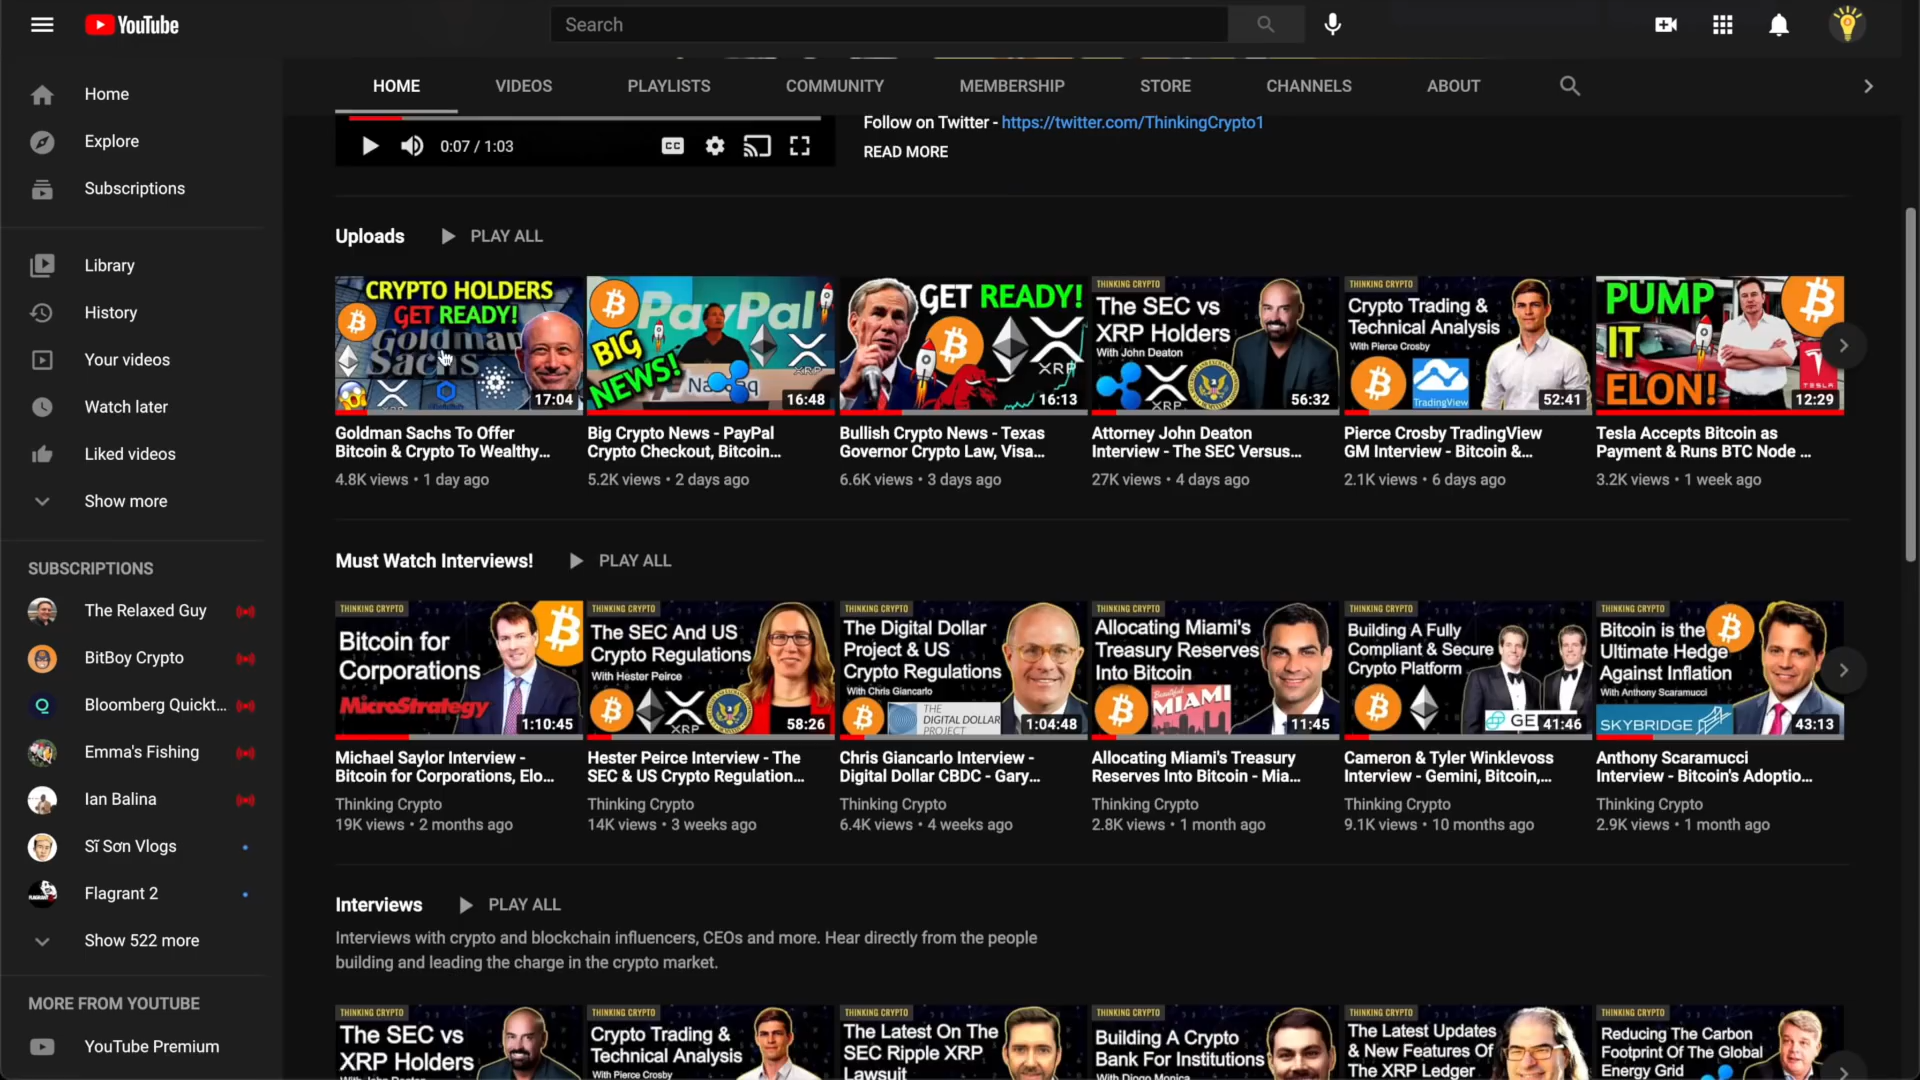 YouTube
Search
Home
Explore
Subscriptions
Library
History
Your videos
Watch later
Liked videos
Show more
SUBSCRIPTIONS
The Relaxed Guy
BitBoy Crypto
Bloomberg Quickt...
Emma's Fishing
Ian Balina
Sĩ Sơn Vlogs
Flagrant 2
Show 522 more
MORE FROM YOUTUBE
YouTube Premium
HOME
VIDEOS
PLAYLISTS
COMMUNITY
MEMBERSHIP
STORE
CHANNELS
ABOUT
0:07 / 1:03
CC
Follow on Twitter - https://twitter.com/ThinkingCrypto1
READ MORE
Uploads
PLAY ALL
CRYPTO HOLDERS
GET READY!
Goldman
Sachs
17:04
Goldman Sachs To Offer
Bitcoin & Crypto To Wealthy...
4.8K views • 1 day ago
PayPal
BIG
NEWS!
XRP
16:48
Big Crypto News - PayPal
Crypto Checkout, Bitcoin...
5.2K views • 2 days ago
GET READY!
XRP
16:13
Bullish Crypto News - Texas
Governor Crypto Law, Visa...
6.6K views • 3 days ago
THINKING CRYPTO
The SEC vs
XRP Holders
With John Deaton
XRP
56:32
Attorney John Deaton
Interview - The SEC Versus...
27K views • 4 days ago
THINKING CRYPTO
Crypto Trading &
Technical Analysis
With Pierce Crosby
TradingView
52:41
Pierce Crosby TradingView
GM Interview - Bitcoin &...
2.1K views • 6 days ago
PUMP
IT
ELON!
TESLA
12:29
Tesla Accepts Bitcoin as
Payment & Runs BTC Node ...
3.2K views • 1 week ago
Must Watch Interviews!
PLAY ALL
THINKING CRYPTO
Bitcoin for
Corporations
MicroStrategy
1:10:45
Michael Saylor Interview -
Bitcoin for Corporations, Elo...
Thinking Crypto
19K views • 2 months ago
THINKING CRYPTO
The SEC And US
Crypto Regulations
With Hester Peirce
XRP
58:26
Hester Peirce Interview - The
SEC & US Crypto Regulation...
Thinking Crypto
14K views • 3 weeks ago
THINKING CRYPTO
The Digital Dollar
Project & US
Crypto Regulations
With Chris Giancarlo
THE
DIGITAL DOLLAR
PROJECT
1:04:48
Chris Giancarlo Interview -
Digital Dollar CBDC - Gary...
Thinking Crypto
6.4K views • 4 weeks ago
THINKING CRYPTO
Allocating Miami's
Treasury Reserves
Into Bitcoin
Beautiful
MIAMI
11:45
Allocating Miami's Treasury
Reserves Into Bitcoin - Mia...
Thinking Crypto
2.8K views • 1 month ago
THINKING CRYPTO
Building A Fully
Compliant & Secure
Crypto Platform
GE
41:46
Cameron & Tyler Winklevoss
Interview - Gemini, Bitcoin,...
Thinking Crypto
9.1K views • 10 months ago
THINKING CRYPTO
Bitcoin is the
Ultimate Hedge
Against Inflation
With Anthony Scaramucci
SKYBRIDGE
43:13
Anthony Scaramucci
Interview - Bitcoin's Adoptio...
Thinking Crypto
2.9K views • 1 month ago
Interviews
PLAY ALL
Interviews with crypto and blockchain influencers, CEOs and more. Hear directly from the people
building and leading the charge in the crypto market.
THINKING CRYPTO
The SEC vs
XRP Holders
THINKING CRYPTO
Crypto Trading &
Technical Analysis
With Pierce Crosby
THINKING CRYPTO
The Latest On The
SEC Ripple XRP
Lawsuit
THINKING CRYPTO
Building A Crypto
Bank For Institutions
With Diogo Monica
THINKING CRYPTO
The Latest Updates
& New Features Of
The XRP Ledger
THINKING CRYPTO
Reducing The Carbon
Footprint Of The Global
Energy Grid